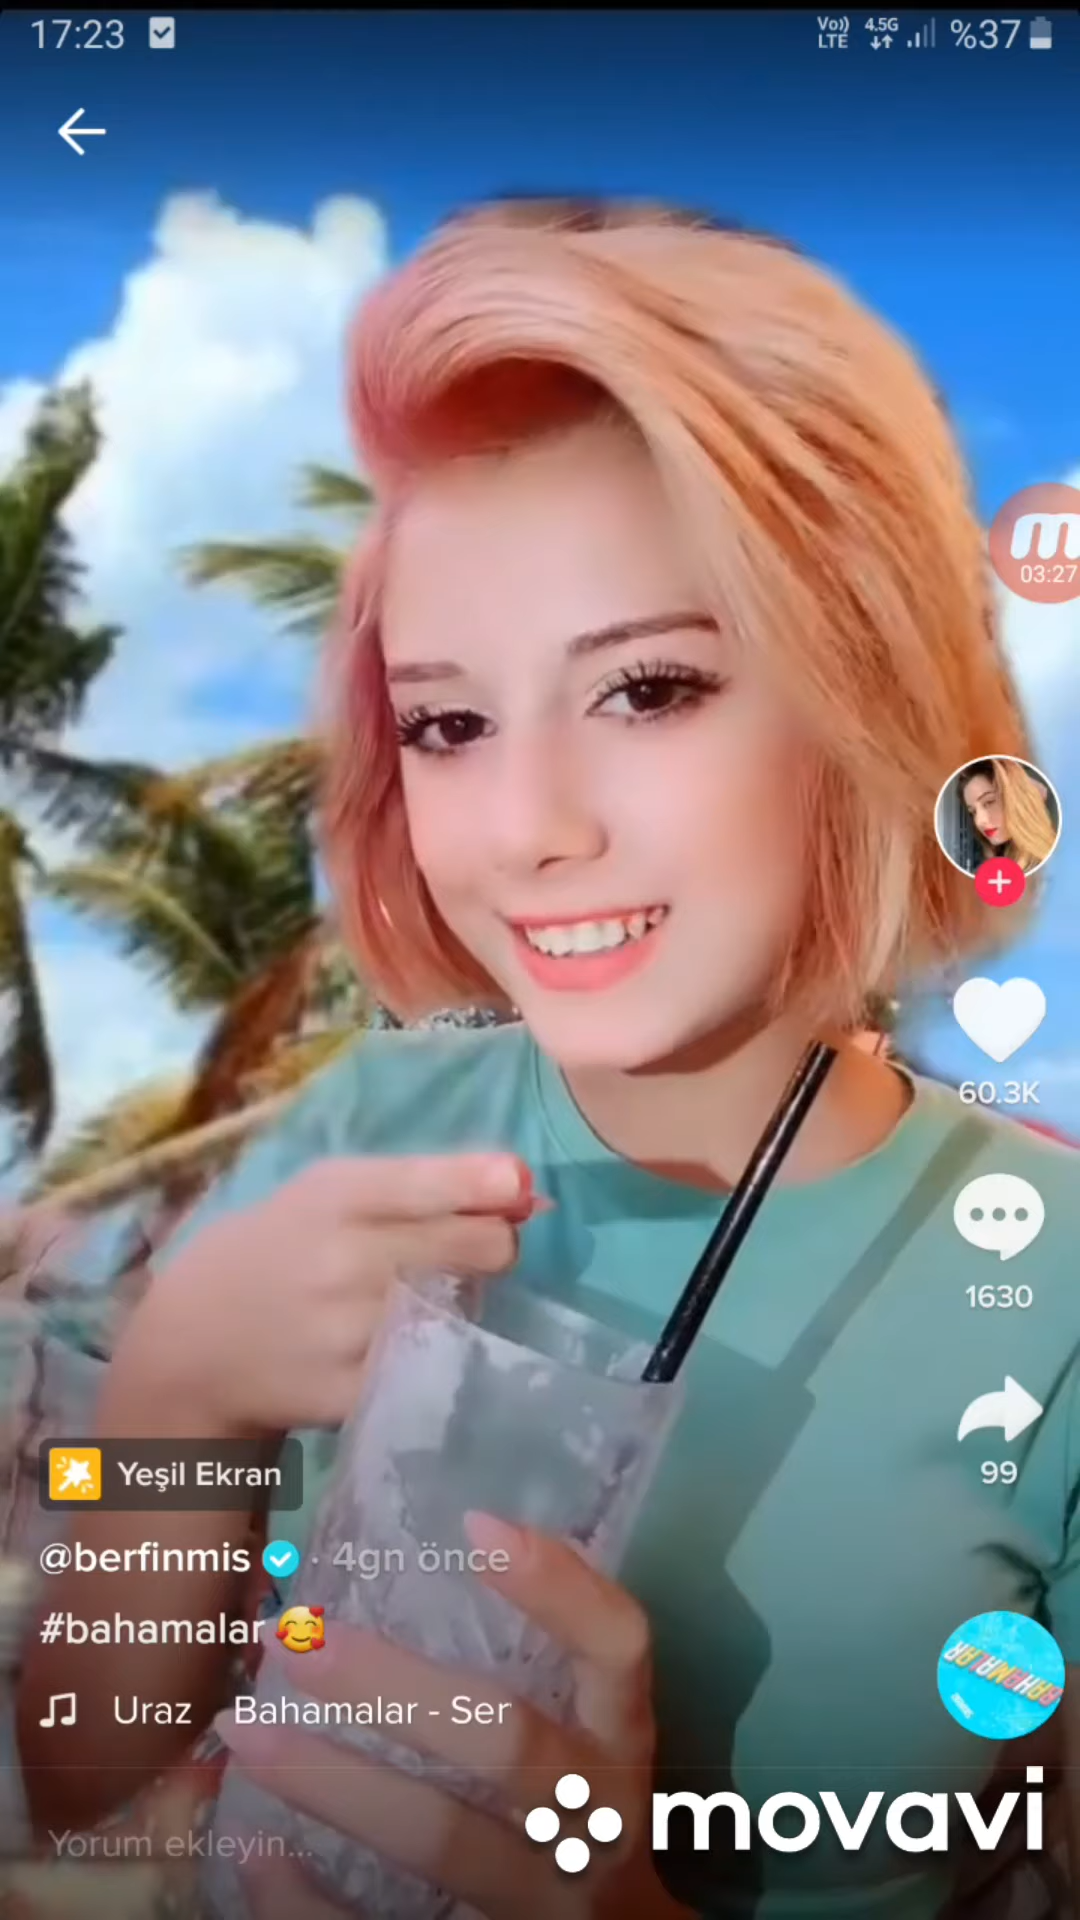 17:23
Vo)) LTE 4.5G %37
m
03:27
60.3K
1630
99
Yeşil Ekran
@berfinmis · 4gn önce
#bahamalar 🥰
Uraz Bahamalar - Ser
BAHAMALAR
movavi
Yorum ekleyin...